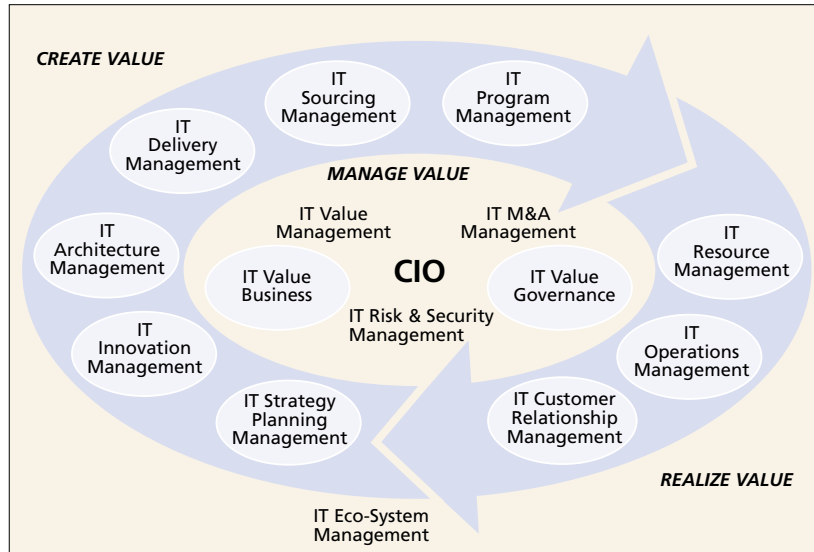 CREATE VALUE
IT
Sourcing
Management
IT
Program
Management
IT
Delivery
Management
MANAGE VALUE
IT Value
Management
IT M&A
Management
IT
Architecture
Management
IT Value
Business
CIO
IT Value
Governance
IT
Resource
Management
IT Risk & Security
Management
IT
Innovation
Management
IT
Operations
Management
IT Strategy
Planning
Management
IT Customer
Relationship
Management
REALIZE VALUE
IT Eco-System
Management